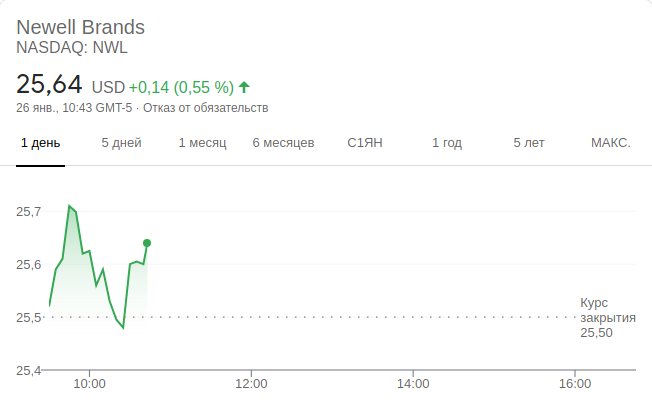 Newell Brands
NASDAQ: NWL
25,64 USD +0,14 (0,55 %)
26 янв., 10:43 GMT-5 · Отказ от обязательств
1 день 5 дней 1 месяц 6 месяцев С1ЯН 1 год 5 лет МАКС.
25,7
25,6
Курс
25,5 закрытия
25,50
25,4
10:00 12:00 14:00 16:00